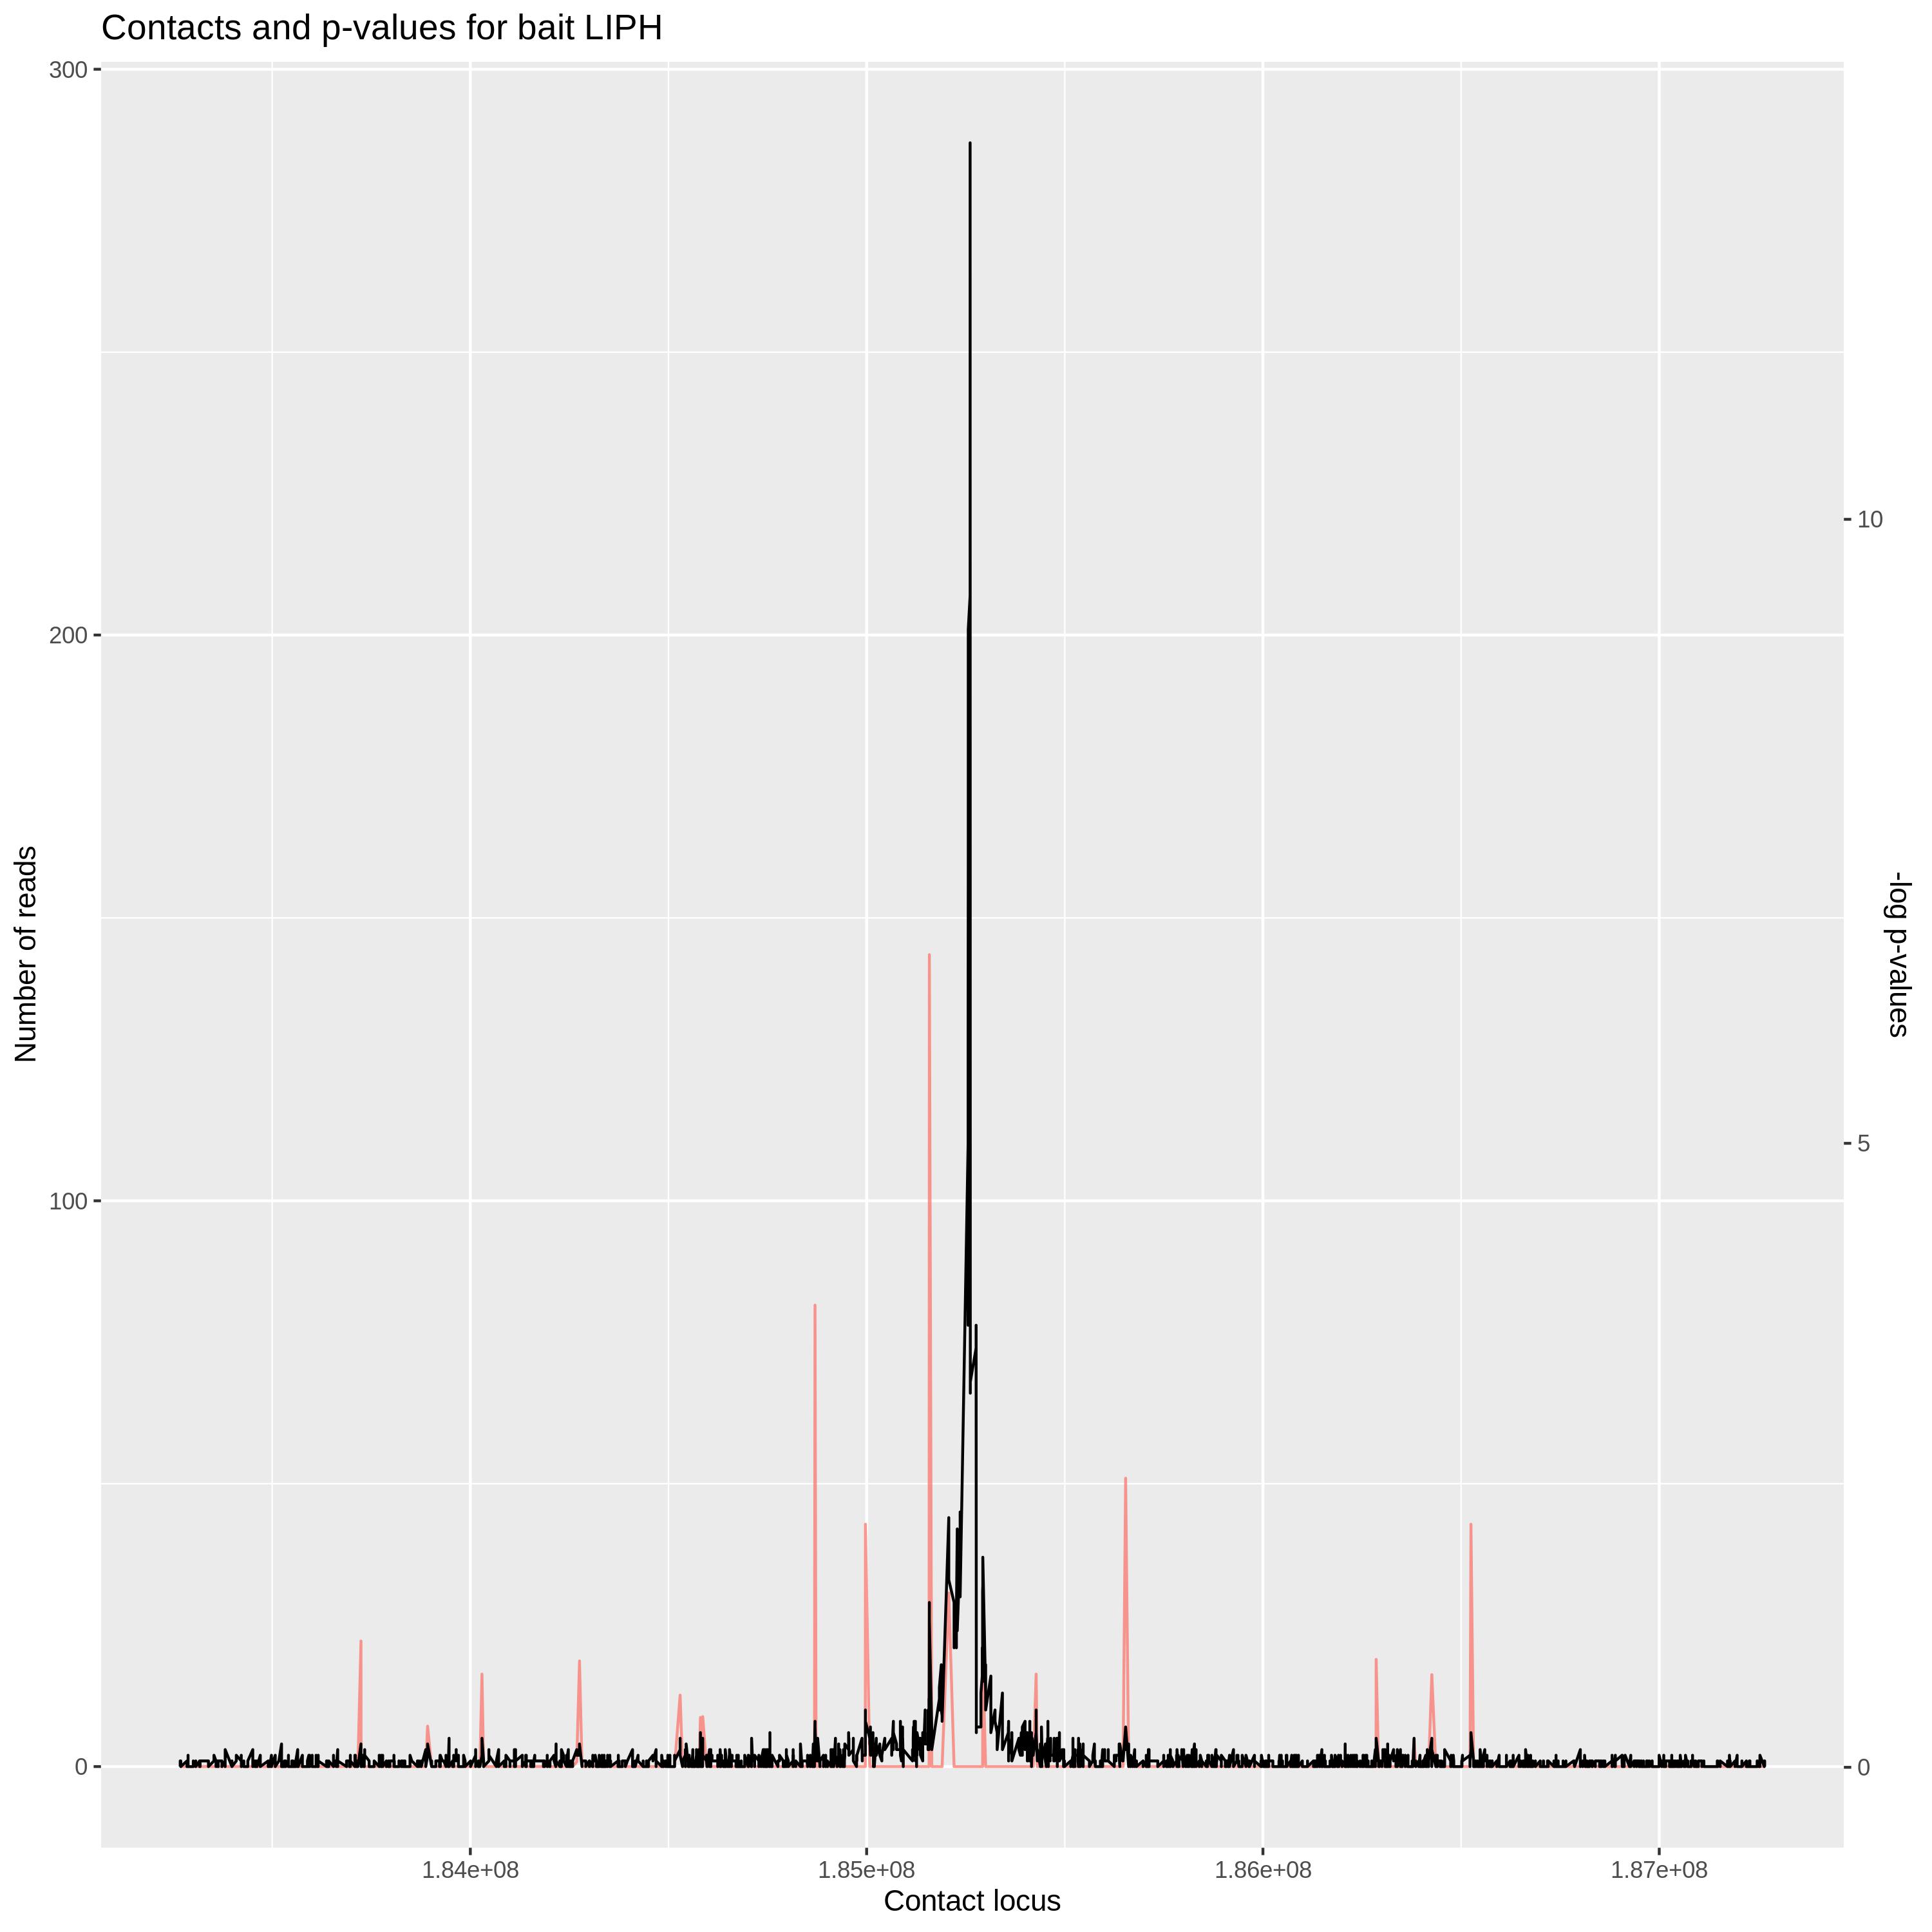 Contacts and p-values for bait LIPH
300
200
100
0
Number of reads
10
5
0
-log p-values
1.84e+08
1.85e+08
1.86e+08
1.87e+08
Contact locus